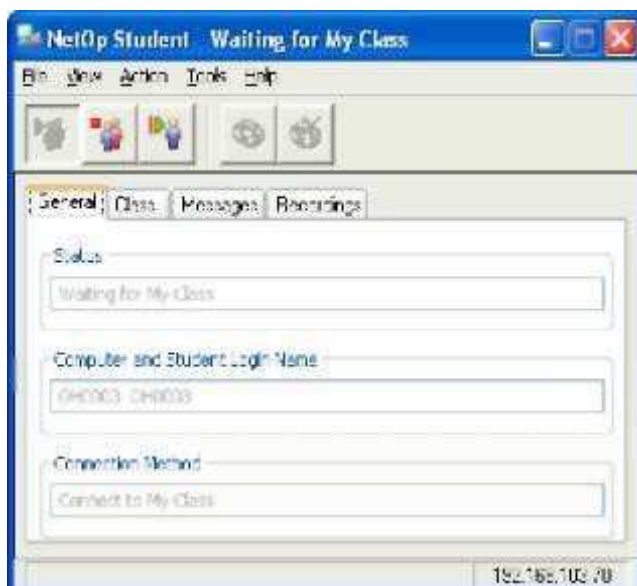 NetOp Student Waiting for My Class
File View Action Tools Help
General Class Messages Recordings
Status
Waiting for My Class
Computer and Student Login Name
Connection Method
Connect to My Class